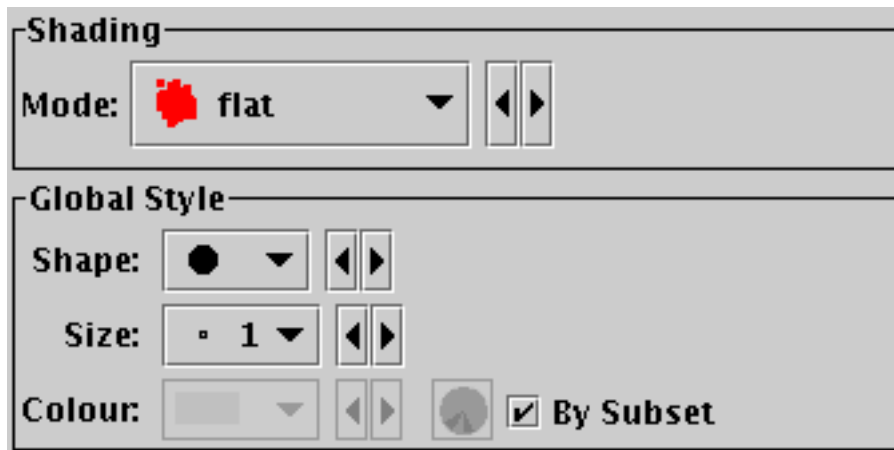 Shading
Mode: flat
Global Style
Shape:
Size: 1
Colour: By Subset